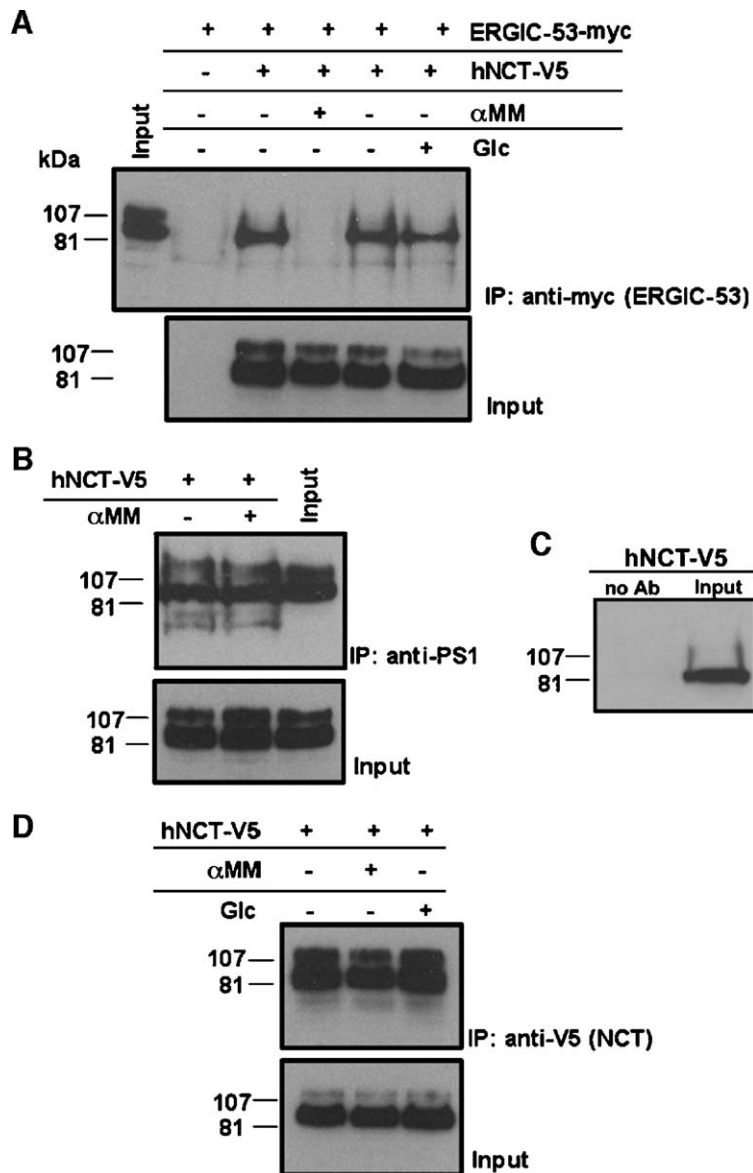 A
+ + + + + ERGIC-53-myc
- + + + + hNCT-V5
- - + - - αMM
- - - - + Glc
Input
kDa
107
81
IP: anti-myc (ERGIC-53)
107
81
Input
B
hNCT-V5 + + Input
αMM - +
107
81
IP: anti-PS1
107
81
Input
C
hNCT-V5
no Ab Input
107
81
D
hNCT-V5 + + +
αMM - + -
Glc - - +
107
81
IP: anti-V5 (NCT)
107
81
Input